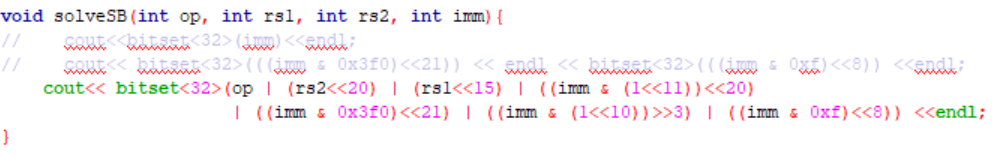 void solveSB(int op, int rs1, int rs2, int imm){
//    cout<<bitset<32>(imm)<<endl;
//    cout<< bitset<32>(((imm & 0x3f0)<<21)) << endl << bitset<32>(((imm & 0xf)<<8)) <<endl;
cout<< bitset<32>(op | (rs2<<20) | (rs1<<15) | ((imm & (1<<11))<<20)
| ((imm & 0x3f0)<<21) | ((imm & (1<<10))>>3) | ((imm & 0xf)<<8)) <<endl;
}